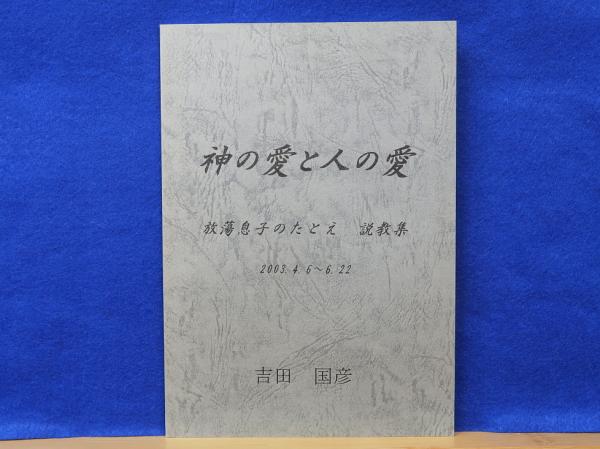 神の愛と人の愛
放蕩息子のたとえ　説教集
2003.4.6～6.22
吉田　国彦